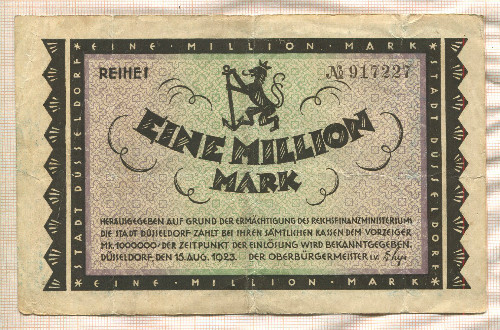 ★ EINE · MILLION · MARK ★
STADT DÜSSELDORF
STADT DÜSSELDORF
REIHE 1
№ 917227
EINE MILLION
MARK
HERAUSGEGEBEN AUF GRUND DER ERMÄCHTIGUNG DES REICHSFINANZMINISTERIUM
DIE STADT DÜSSELDORF ZAHLT BEI IHREN SÄMTLICHEN KASSEN DEM VORZEIGER
MK.1000000.- DER ZEITPUNKT DER EINLÖSUNG WIRD BEKANNTGEGEBEN.
DÜSSELDORF, DEN 15.AUG.1923. DER OBERBÜRGERMEISTER i.V.
★ EINE · MILLION · MARK ★